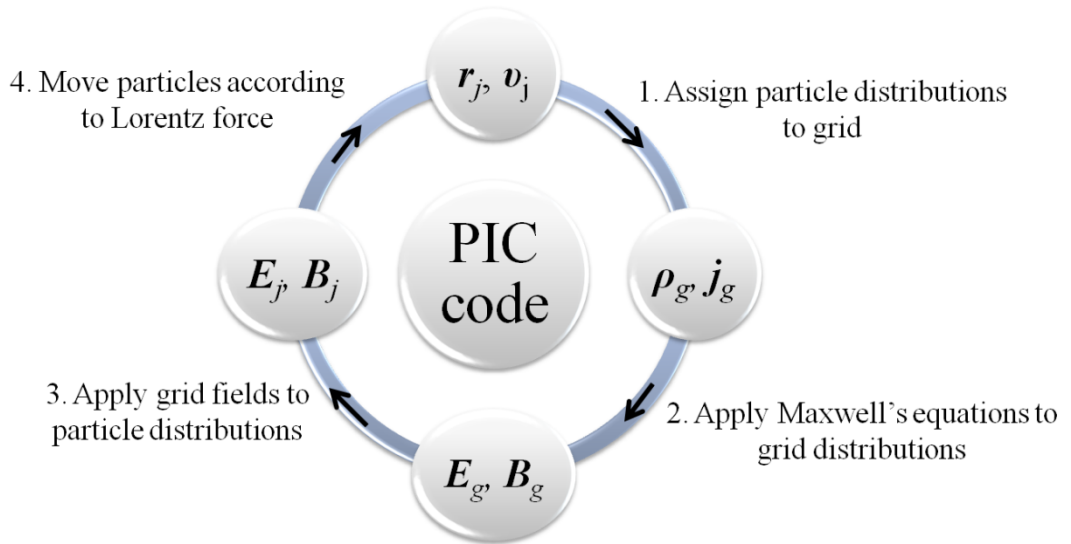 r_j, υ_j
1. Assign particle distributions
to grid
ρ_g, j_g
2. Apply Maxwell’s equations to
grid distributions
E_g, B_g
3. Apply grid fields to
particle distributions
E_j, B_j
4. Move particles according
to Lorentz force
PIC
code